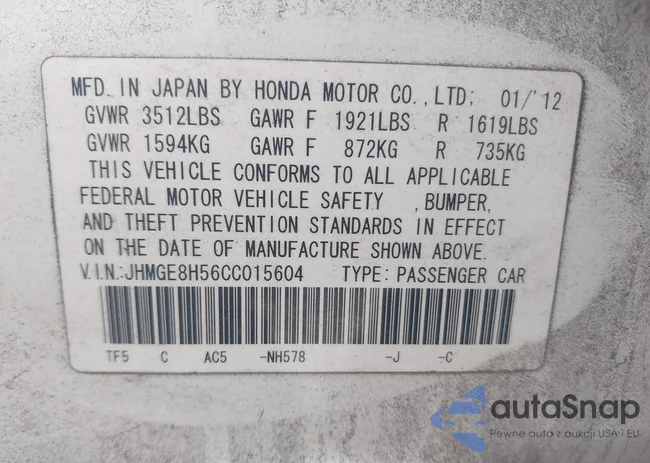 MFD. IN JAPAN BY HONDA MOTOR CO., LTD; 01/'12
GVWR 3512LBS GAWR F 1921LBS R 1619LBS
GVWR 1594KG GAWR F 872KG R 735KG
THIS VEHICLE CONFORMS TO ALL APPLICABLE
FEDERAL MOTOR VEHICLE SAFETY , BUMPER,
AND THEFT PREVENTION STANDARDS IN EFFECT
ON THE DATE OF MANUFACTURE SHOWN ABOVE.
V.I.N.:JHMGE8H56CC015604 TYPE: PASSENGER CAR
TF5 C AC5 -NH578 -J -C
autoSnap
Pewne auto z aukcji USA i EU